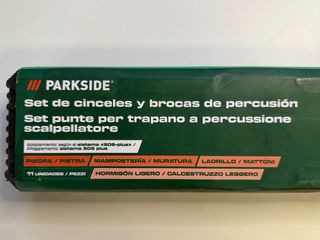 /// PARKSIDE®
Set de cinceles y brocas de percusión
Set punte per trapano a percussione
scalpellatore
Acoplamiento: según el sistema «SDS-plus» /
Alloggiamento: sistema SDS plus
PIEDRA / PIETRA MAMPOSTERÍA / MURATURA LADRILLO / MATTONI
11 UNIDADES / PEZZI HORMIGÓN LIGERO / CALCESTRUZZO LEGGERO